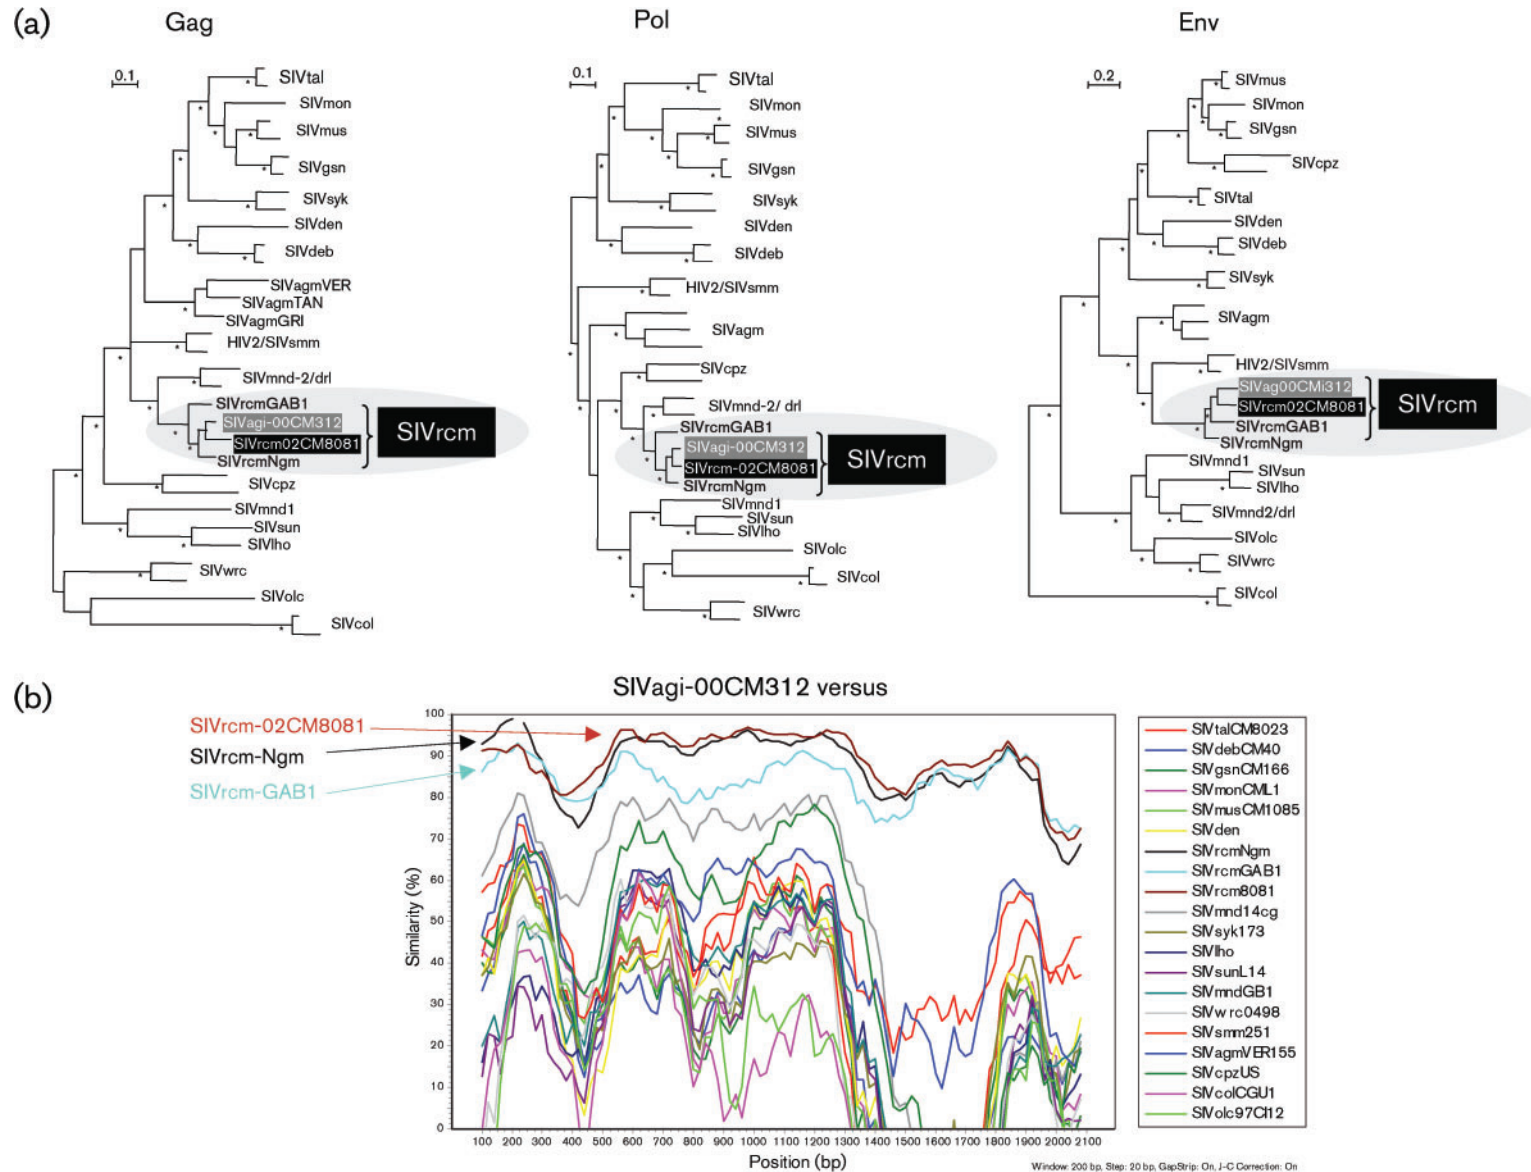 (a)
Gag
0.1
SIVtal
SIVmon
SIVmus
SIVgsn
SIVsyk
SIVden
SIVdeb
SIVagmVER
SIVagmTAN
SIVagmGRI
HIV2/SIVsmm
SIVmnd-2/drl
SIVrcmGAB1
SIVagi-00CM312
SIVrcm02CM8081
SIVrcmNgm
SIVrcm
SIVcpz
SIVmnd1
SIVsun
SIVlho
SIVwrc
SIVolc
SIVcol
Pol
0.1
SIVtal
SIVmon
SIVmus
SIVgsn
SIVsyk
SIVden
SIVdeb
HIV2/SIVsmm
SIVagm
SIVcpz
SIVmnd-2/ drl
SIVrcmGAB1
SIVagi-00CM312
SIVrcm-02CM8081
SIVrcmNgm
SIVrcm
SIVmnd1
SIVsun
SIVlho
SIVolc
SIVcol
SIVwrc
Env
0.2
SIVmus
SIVmon
SIVgsn
SIVcpz
SIVtal
SIVden
SIVdeb
SIVsyk
SIVagm
HIV2/SIVsmm
SIVag00CMi312
SIVrcm02CM8081
SIVrcmGAB1
SIVrcmNgm
SIVrcm
SIVmnd1
SIVsun
SIVlho
SIVmnd2/drl
SIVolc
SIVwrc
SIVcol
(b)
SIVagi-00CM312 versus
SIVrcm-02CM8081
SIVrcm-Ngm
SIVrcm-GAB1
Similarity (%)
100
90
80
70
60
50
40
30
20
10
0
100 200 300 400 500 600 700 800 900 1000 1100 1200 1300 1400 1500 1600 1700 1800 1900 2000 2100
Position (bp)
SIVtalCM8023
SIVdebCM40
SIVgsnCM166
SIVmonCML1
SIVmusCM1085
SIVden
SIVrcmNgm
SIVrcmGAB1
SIVrcm8081
SIVmnd14cg
SIVsyk173
SIVlho
SIVsunL14
SIVmndGB1
SIVwrc0498
SIVsmm251
SIVagmVER155
SIVcpzUS
SIVcolCGU1
SIVolc97CI12
Window: 200 bp, Step: 20 bp, GapStrip: On, J-C Correction: On